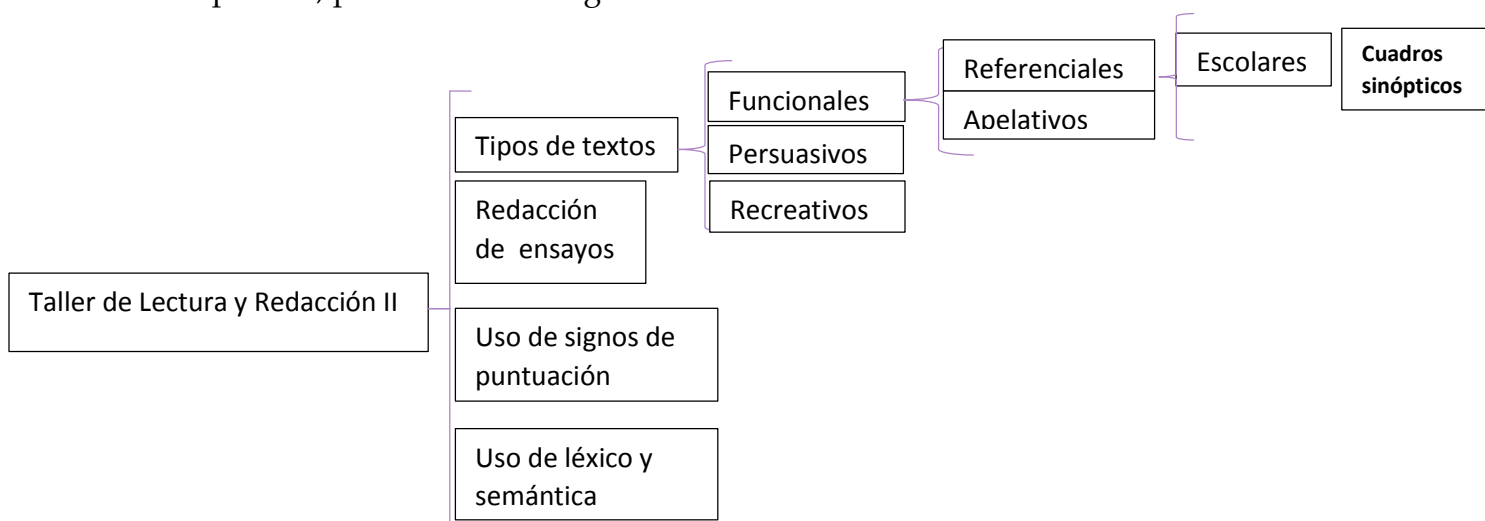 Taller de Lectura y Redacción II
Tipos de textos
Redacción
de ensayos
Uso de signos de
puntuación
Uso de léxico y
semántica
Funcionales
Persuasivos
Recreativos
Referenciales
Apelativos
Escolares
Cuadros
sinópticos